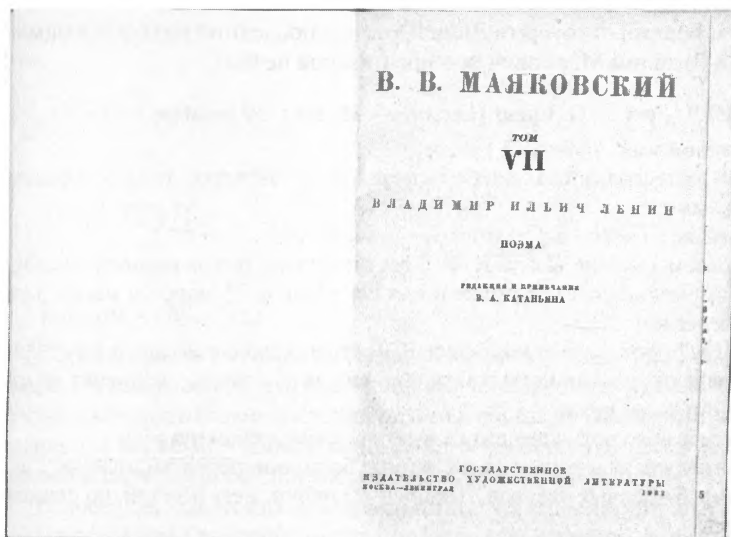 В. В. МАЯКОВСКИЙ
ТОМ
VII
ВЛАДИМИР ИЛЬИЧ ЛЕНИН
ПОЭМА
РЕДАКЦИЯ И ПРИМЕЧАНИЯ
В. А. КАТАНЬЯНА
ГОСУДАРСТВЕННОЕ
ИЗДАТЕЛЬСТВО ХУДОЖЕСТВЕННОЙ ЛИТЕРАТУРЫ
МОСКВА—ЛЕНИНГРАД
5